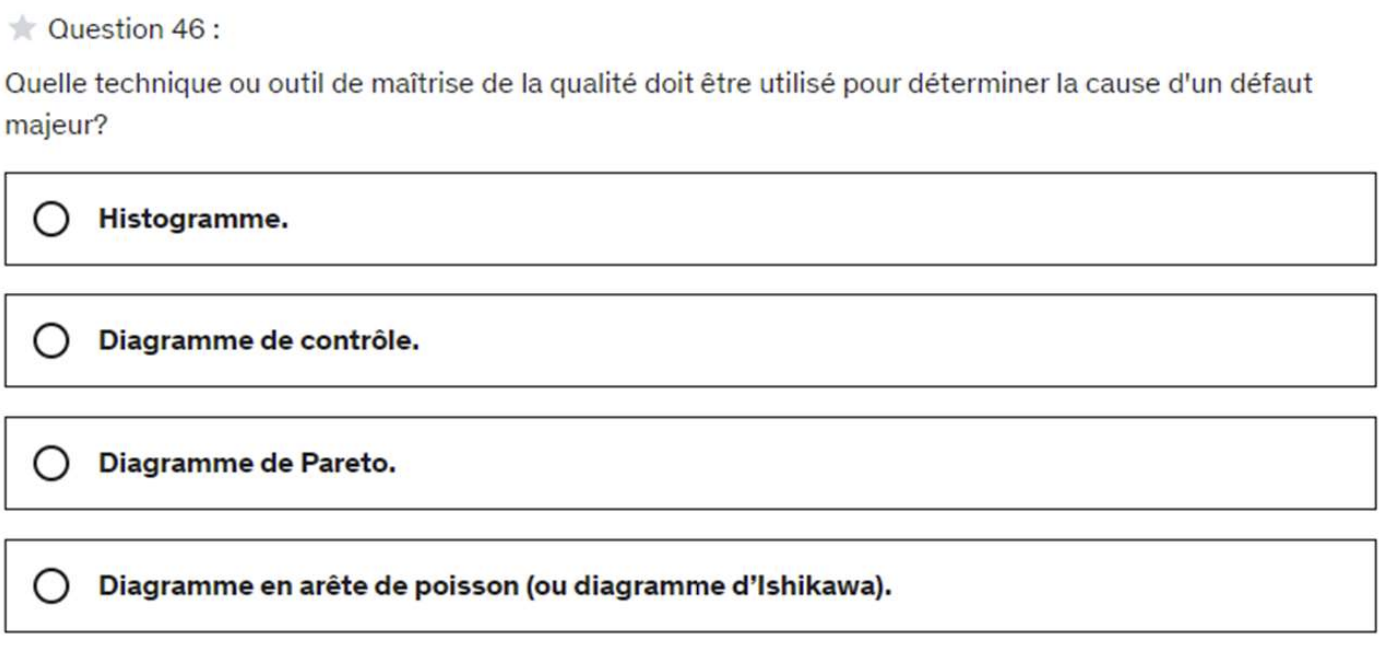 Question 46 :
Quelle technique ou outil de maîtrise de la qualité doit être utilisé pour déterminer la cause d'un défaut
majeur?
Histogramme.
Diagramme de contrôle.
Diagramme de Pareto.
Diagramme en arête de poisson (ou diagramme d’Ishikawa).